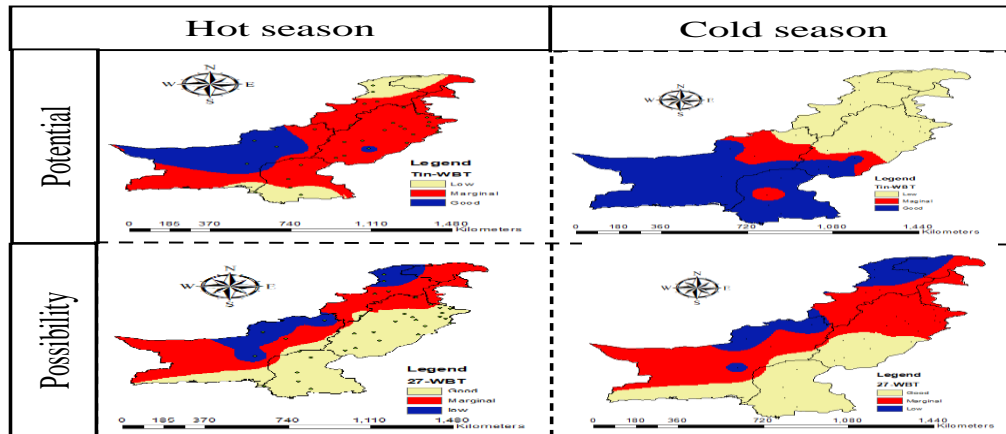 Hot season
Cold season
Potential
N
W E
S
Legend
Tin-WBT
Low
Marginal
Good
0 185 370 740 1,110 1,480
Kilometers
N
W E
S
Legend
Tin-WBT
Low
Maginal
Good
0 180 360 720 1,080 1,440
Kilometers
Possibility
N
W E
S
Legend
27-WBT
Good
Marginal
low
0 185 370 740 1,110 1,480
Kilometers
N
W E
S
Legend
27-WBT
Good
Marginal
Low
0 180 360 720 1,080 1,440
Kilometers